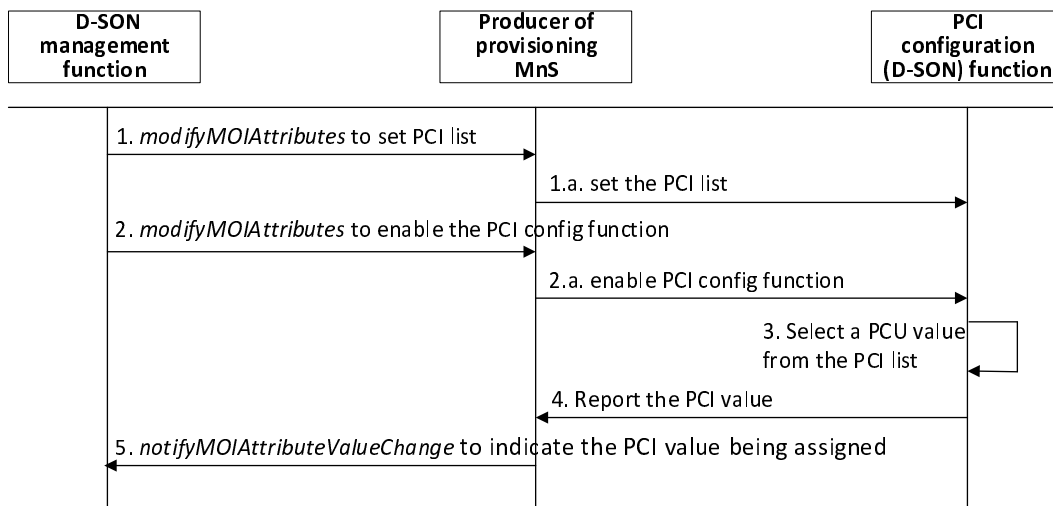 D-SON
management
function
Producer of
provisioning
MnS
PCI
configuration
(D-SON) function
1. modifyMOIAttributes to set PCI list
1.a. set the PCI list
2. modifyMOIAttributes to enable the PCI config function
2.a. enable PCI config function
3. Select a PCU value
from the PCI list
4. Report the PCI value
5. notifyMOIAttributeValueChange to indicate the PCI value being assigned